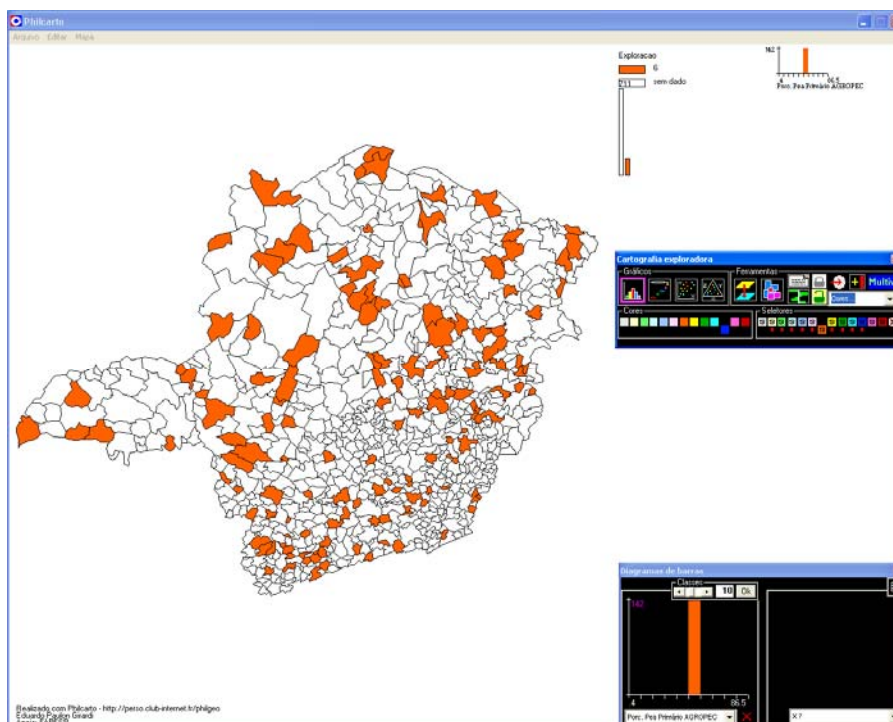 Philcarto
Arquivo Editar Mapa
Exploracao
6
sem dado
142
4
86.5
Porc. Pea Primário AGROPEC
Cartografia exploradora
Gráficos
Ferramentas
Multiv
Cores
Cores
Seletores
Diagramas de barras
Classes
10
Ok
142
4
86.5
Porc. Pea Primário AGROPEC
X ?
Realizado com Philcarto - http://perso.club-internet.fr/philgeo
Eduardo Paulon Girardi